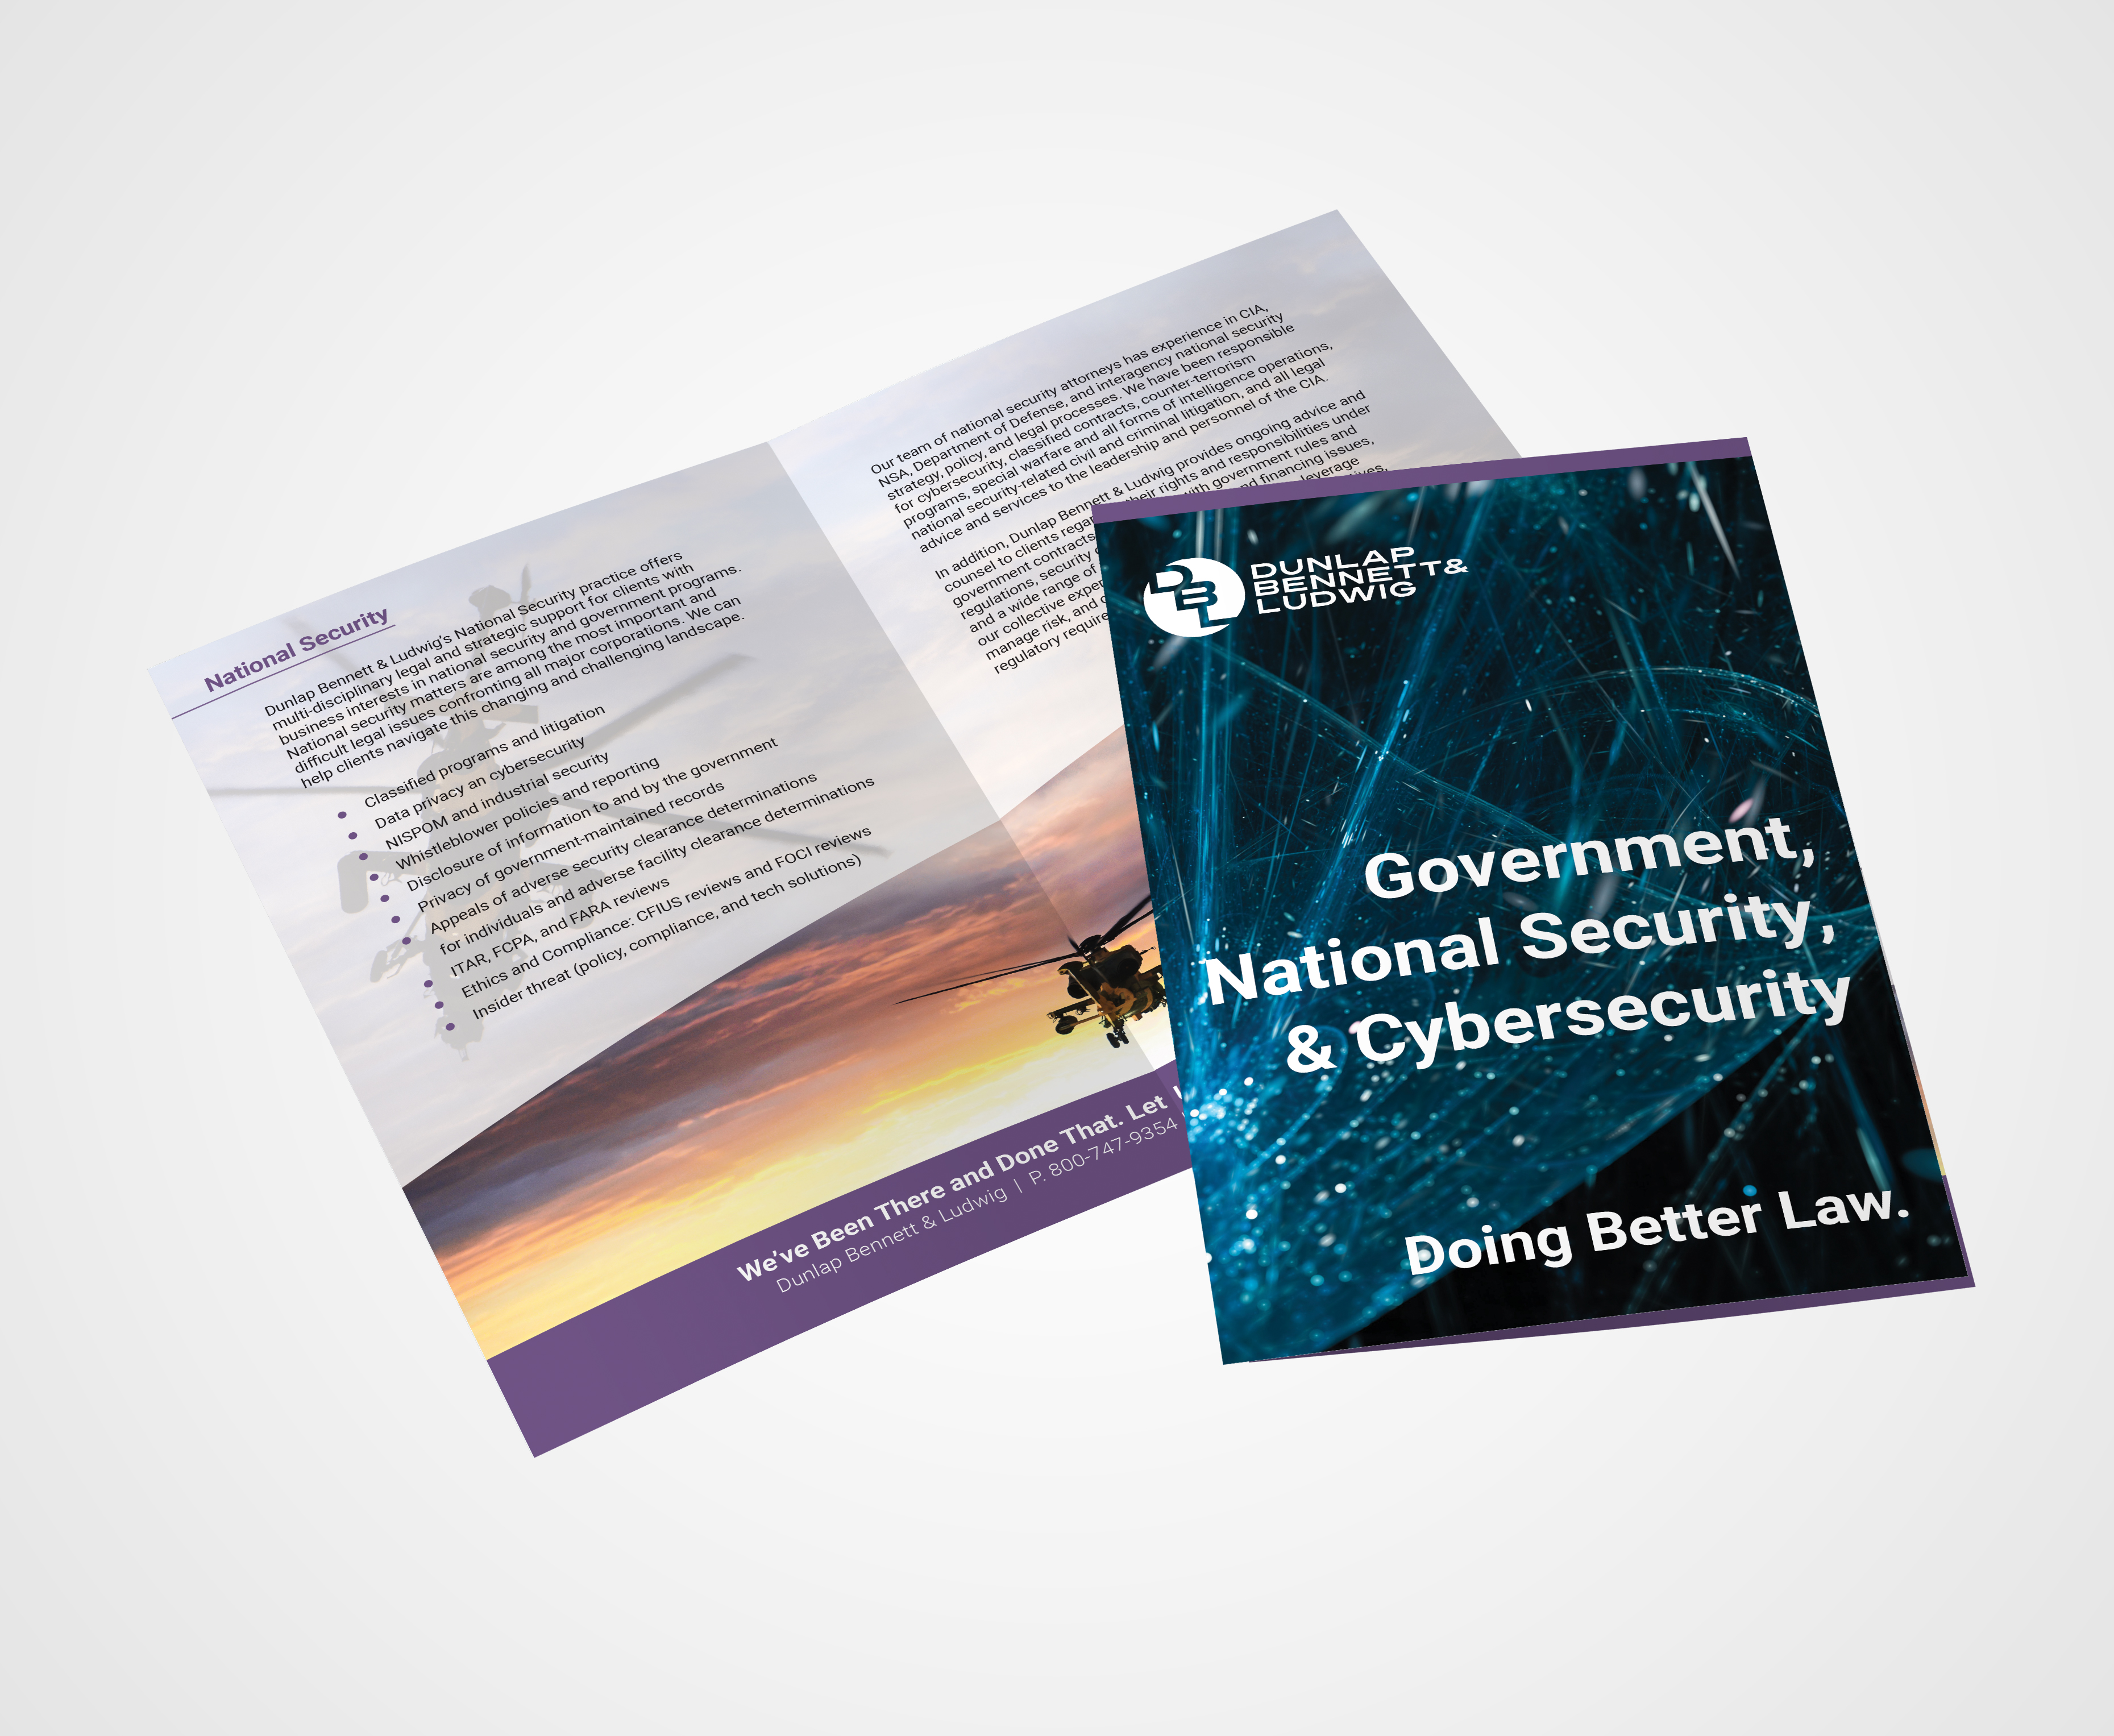 National Security
Dunlap Bennett & Ludwig's National Security practice offers
multi-disciplinary legal and strategic support for clients with
business interests in national security and government programs.
National security matters are among the most important and
difficult legal issues confronting all major corporations. We can
help clients navigate this changing and challenging landscape.
Classified programs and litigation
Data privacy an cybersecurity
NISPOM and industrial security
Whistleblower policies and reporting
Disclosure of information to and by the government
Privacy of government-maintained records
Appeals of adverse security clearance determinations
for individuals and adverse facility clearance determinations
ITAR, FCPA, and FARA reviews
Ethics and Compliance: CFIUS reviews and FOCI reviews
Insider threat (policy, compliance, and tech solutions)
Our team of national security attorneys has experience in CIA,
NSA, Department of Defense, and interagency national security
strategy, policy, and legal processes. We have been responsible
for cybersecurity, classified contracts, counter-terrorism
programs, special warfare and all forms of intelligence operations,
national security-related civil and criminal litigation, and all legal
advice and services to the leadership and personnel of the CIA.
In addition, Dunlap Bennett & Ludwig provides ongoing advice and
counsel to clients their rights and responsibilities under
government contracts with government rules and
regulations, security and financing issues,
and a wide range of leverage
our collective
manage risk, and
regulatory
We've Been There and Done That. Let
Dunlap Bennett & Ludwig | P. 800-747-9354
DBL
DUNLAP
BENNETT&
LUDWIG
Government,
National Security,
& Cybersecurity
Doing Better Law.